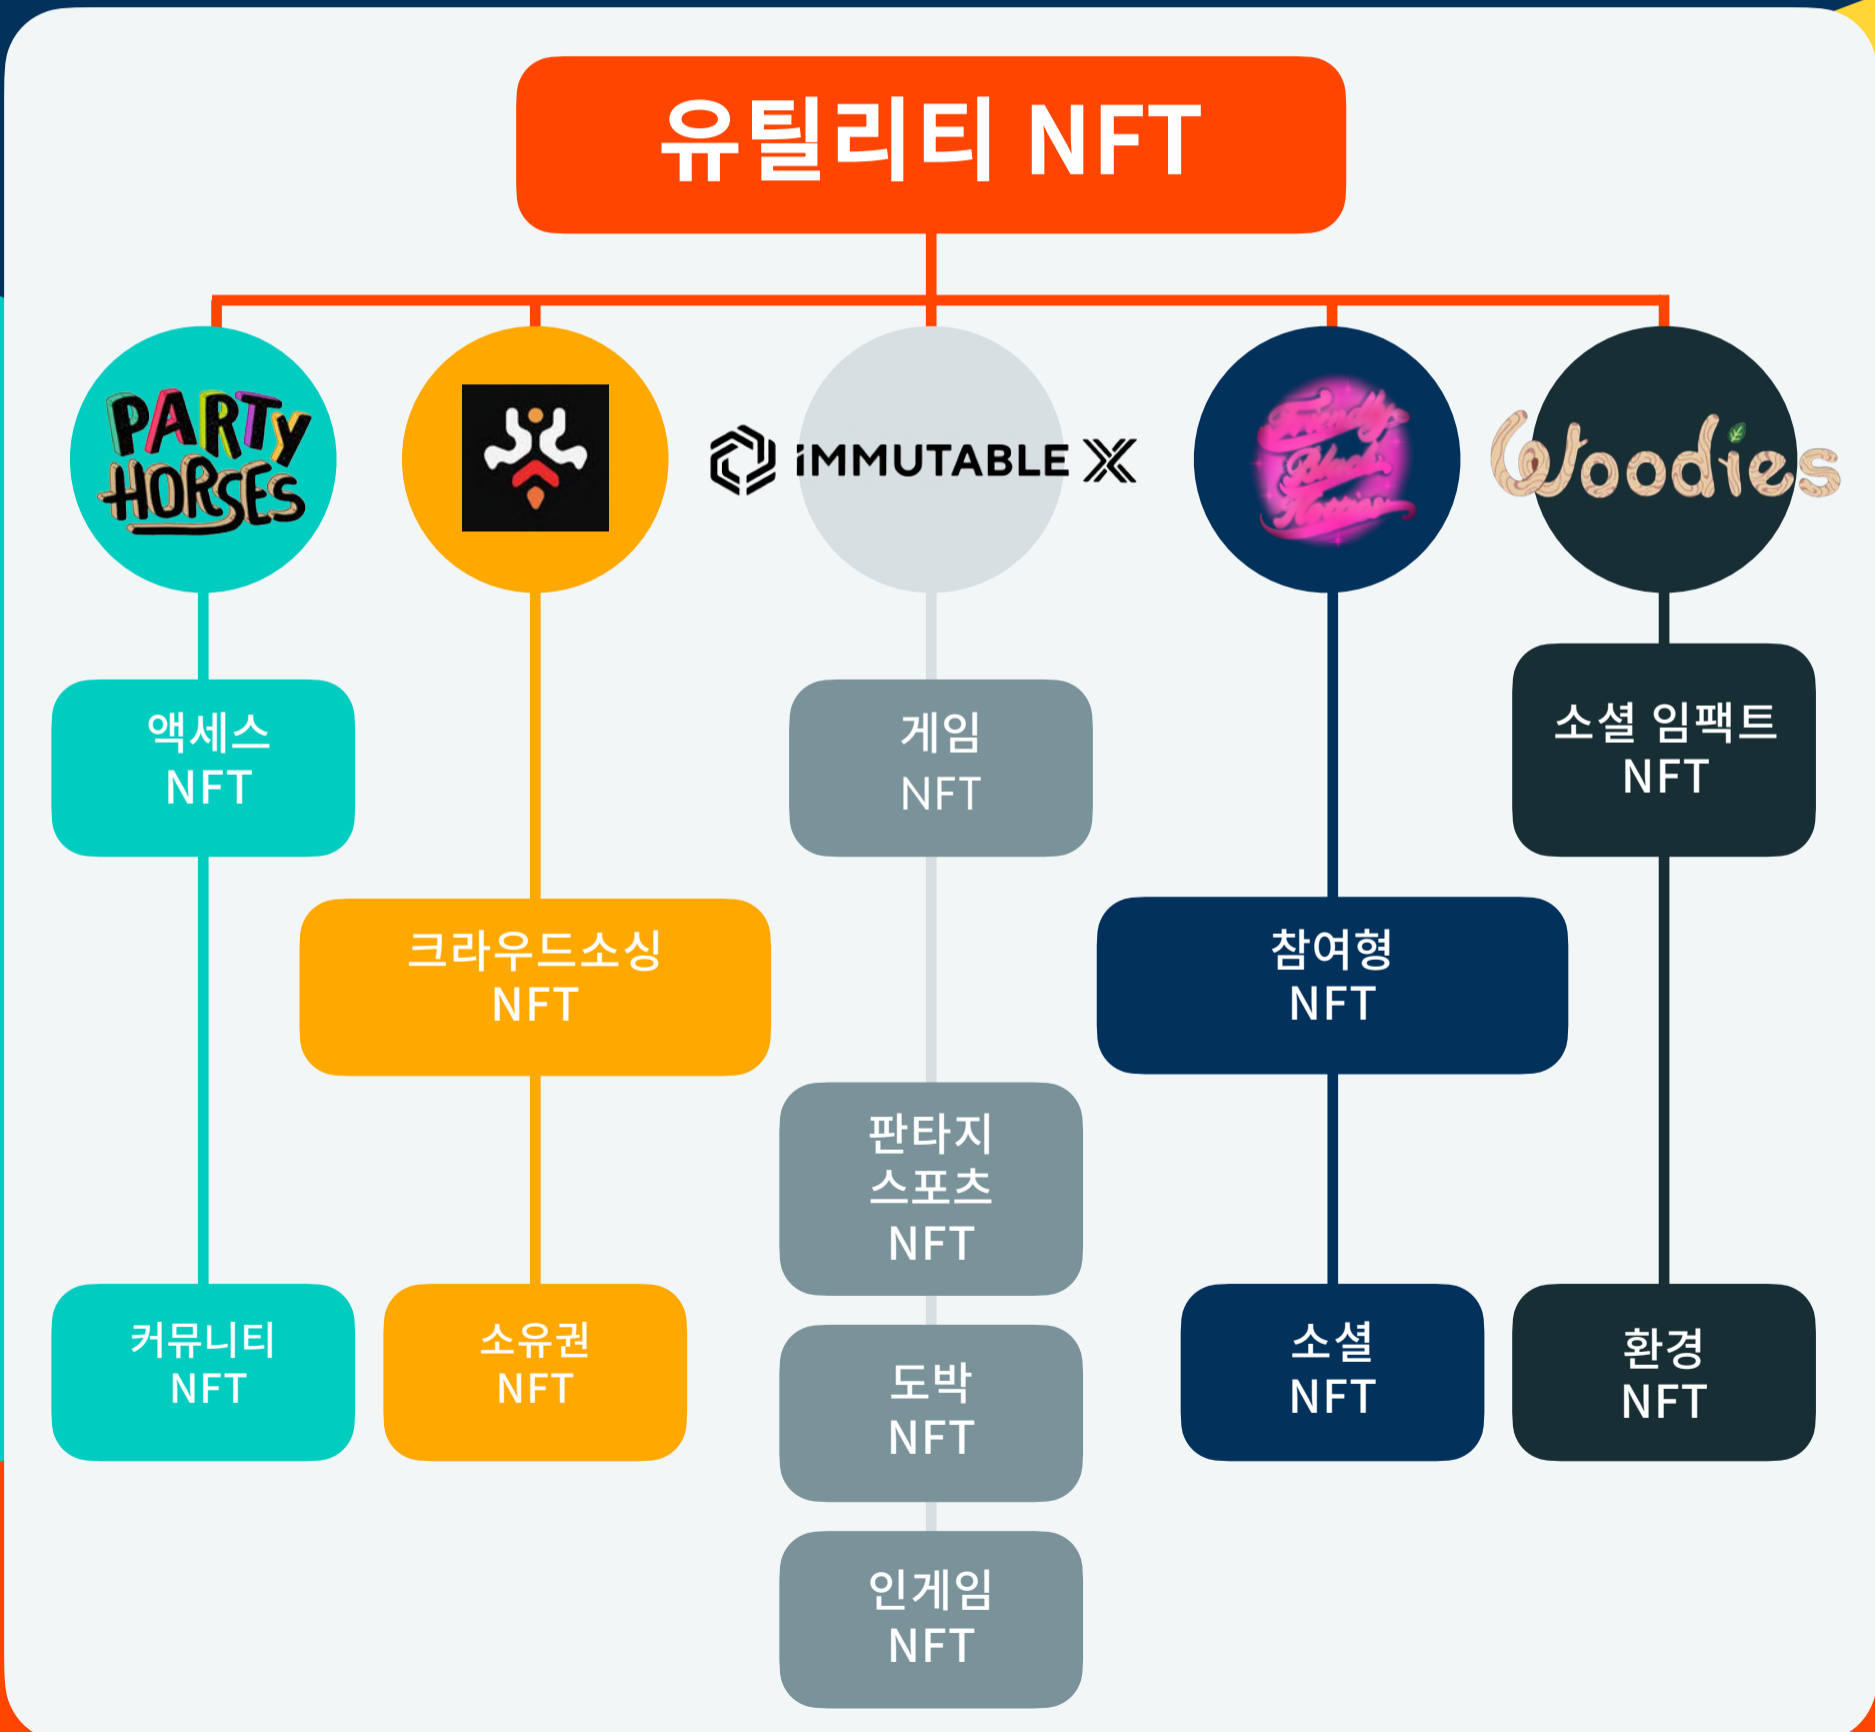 유틸리티 NFT
PARTY
HORSES
IMMUTABLE X
Woodies
액세스
NFT
게임
NFT
소셜 임팩트
NFT
크라우드소싱
NFT
참여형
NFT
판타지
스포츠
NFT
커뮤니티
NFT
소유권
NFT
도박
NFT
소셜
NFT
환경
NFT
인게임
NFT